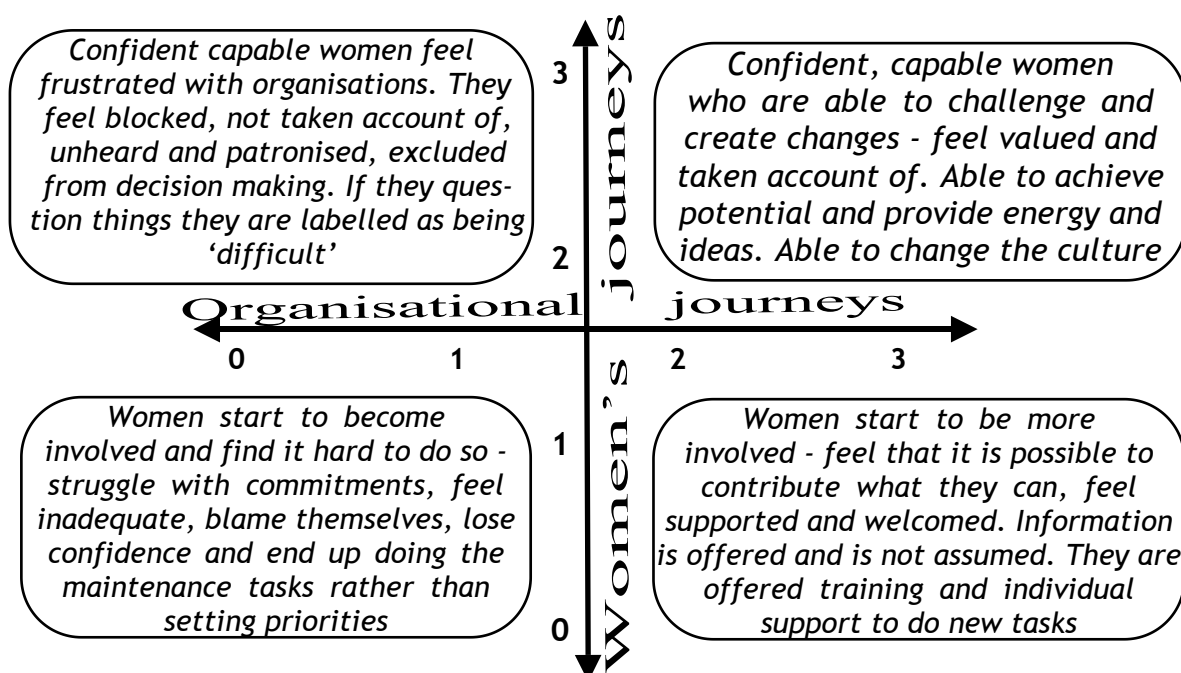 Confident capable women feel
frustrated with organisations. They
feel blocked, not taken account of,
unheard and patronised, excluded
from decision making. If they ques-
tion things they are labelled as being
‘difficult’
Confident, capable women
who are able to challenge and
create changes - feel valued and
taken account of. Able to achieve
potential and provide energy and
ideas. Able to change the culture
3
2
Organisational journeys
0 1 2 3
Women’s journeys
Women start to become
involved and find it hard to do so -
struggle with commitments, feel
inadequate, blame themselves, lose
confidence and end up doing the
maintenance tasks rather than
setting priorities
1
0
Women start to be more
involved - feel that it is possible to
contribute what they can, feel
supported and welcomed. Information
is offered and is not assumed. They are
offered training and individual
support to do new tasks